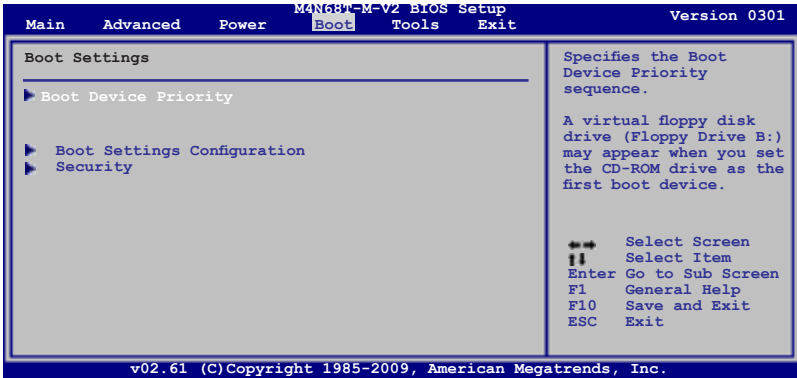 M4N68T-M-V2 BIOS Setup
Version 0301
Main Advanced Power Boot Tools Exit
Boot Settings
Boot Device Priority
Boot Settings Configuration
Security
Specifies the Boot
Device Priority
sequence.
A virtual floppy disk
drive (Floppy Drive B:)
may appear when you set
the CD-ROM drive as the
first boot device.
Select Screen
Select Item
Enter Go to Sub Screen
F1 General Help
F10 Save and Exit
ESC Exit
v02.61 (C)Copyright 1985-2009, American Megatrends, Inc.